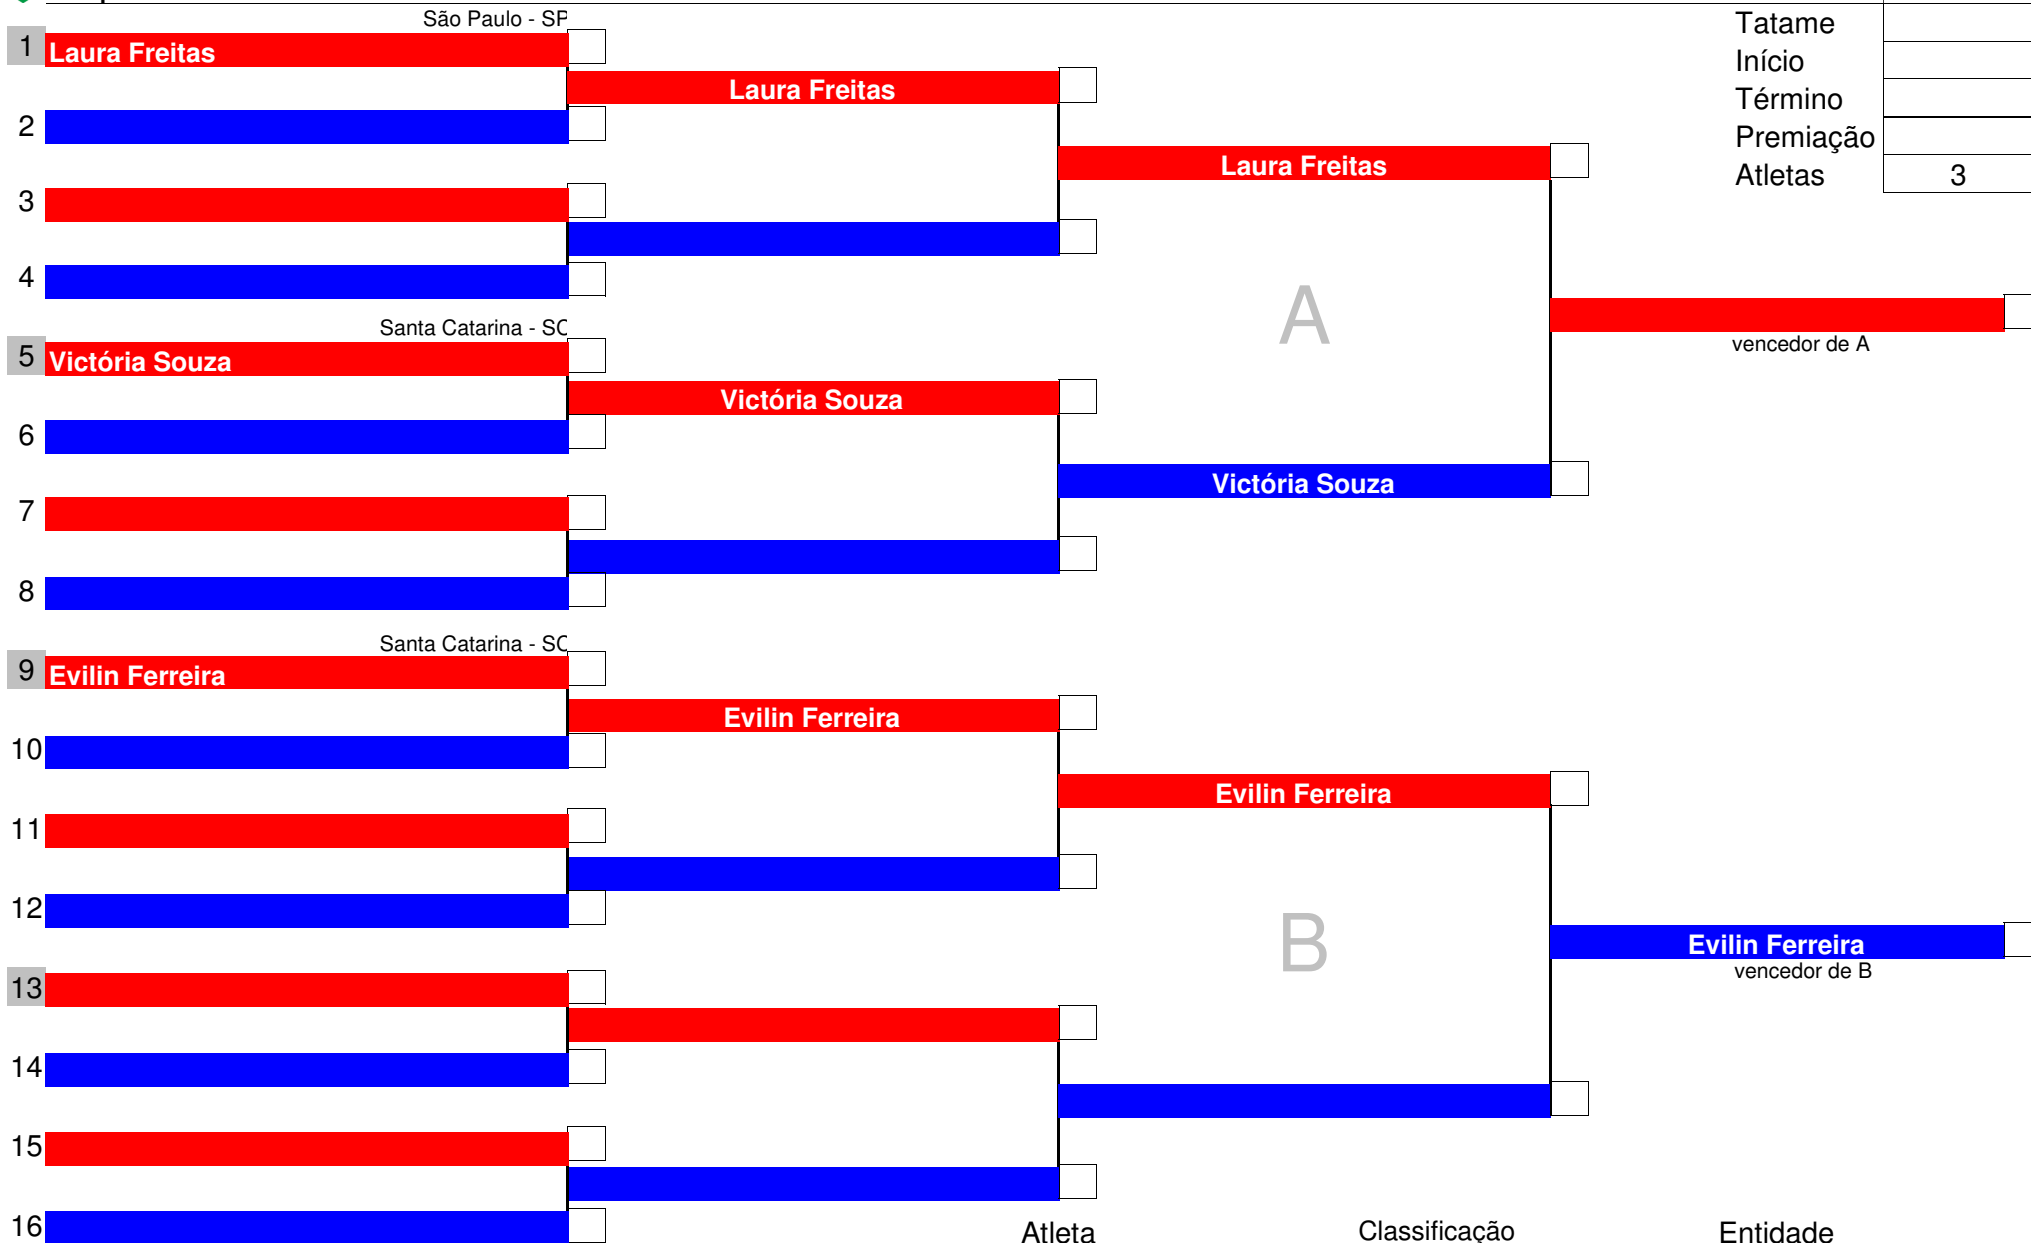 São Paulo - SP
1 Laura Freitas
Laura Freitas
2
Laura Freitas
3
4
Santa Catarina - SC
5 Victória Souza
Victória Souza
6
Victória Souza
7
8
A
vencedor de A
Santa Catarina - SC
9 Evilin Ferreira
Evilin Ferreira
10
Evilin Ferreira
11
12
B
Evilin Ferreira
vencedor de B
13
14
15
16
Tatame
Início
Término
Premiação
Atletas 3
Atleta Classificação Entidade